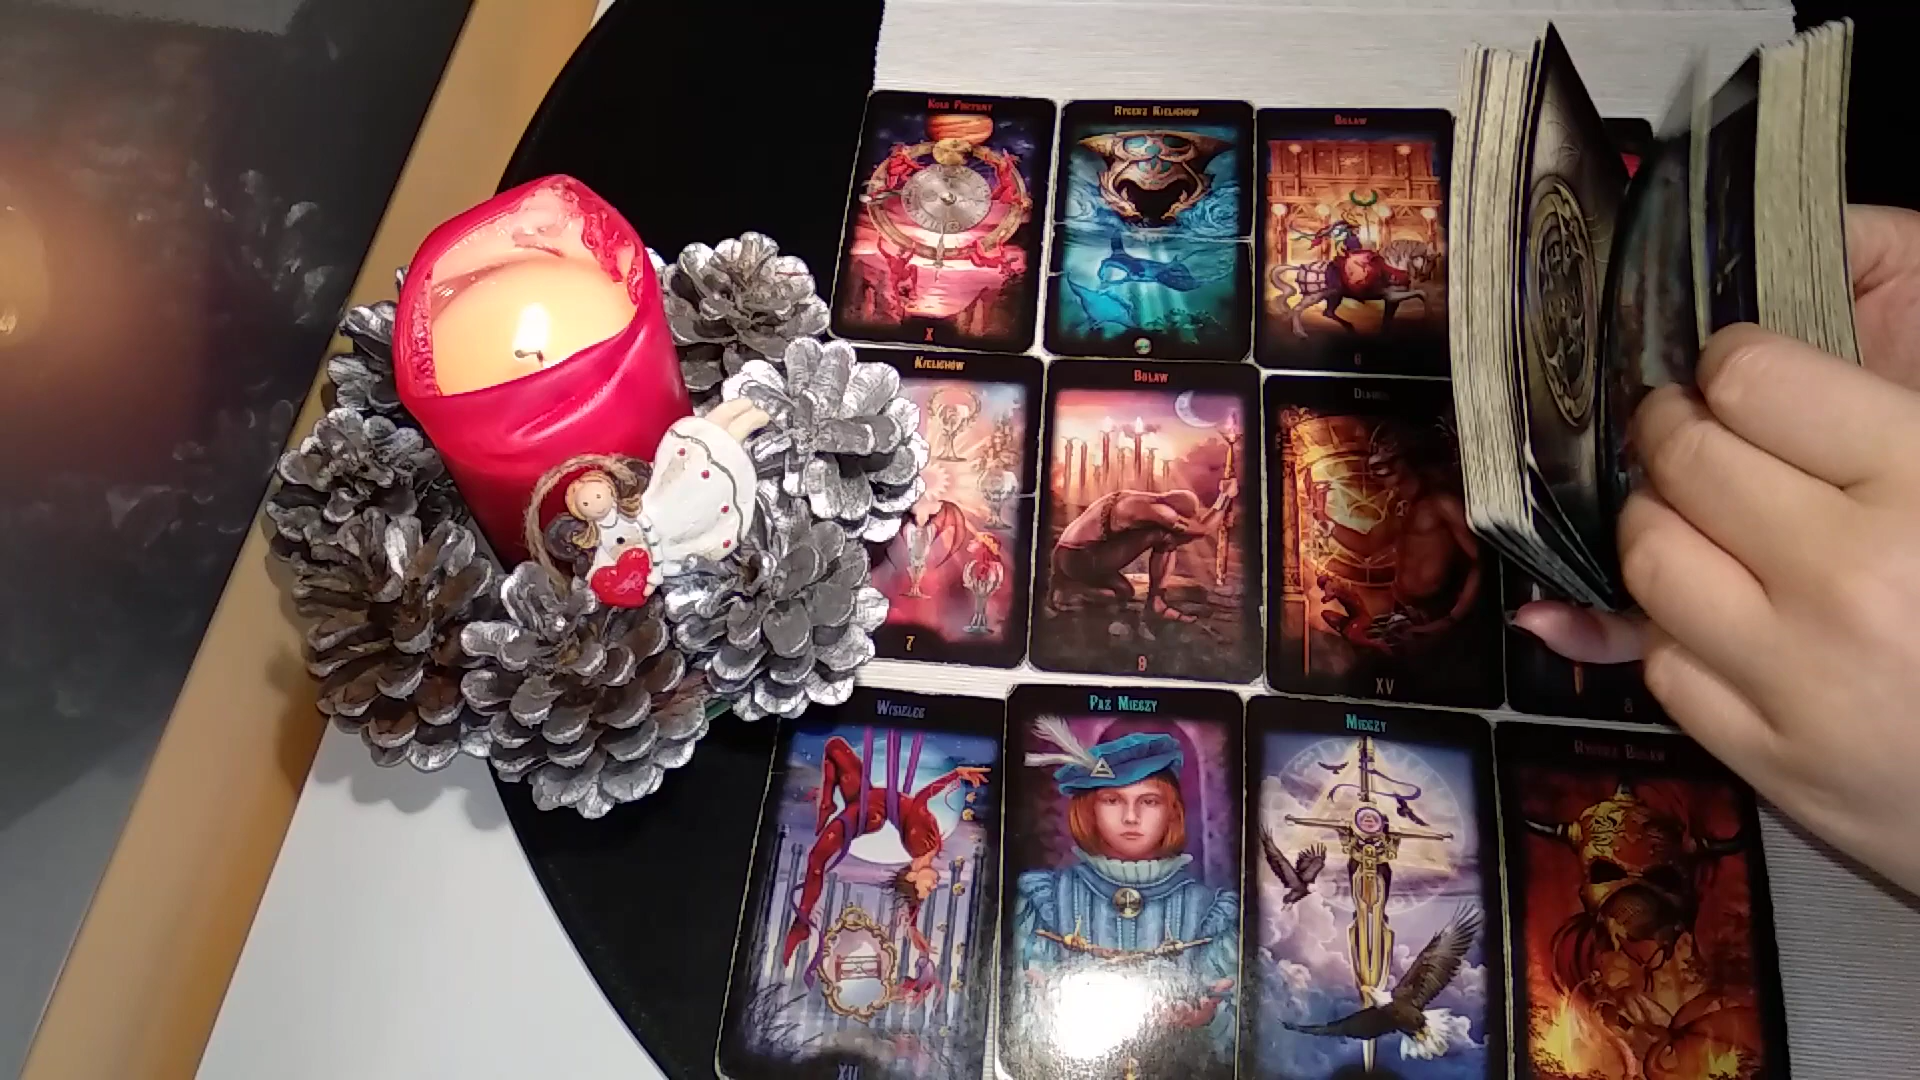 KOŁO FORTUNY
RYCERZ KIELICHÓW
BUŁAW
X
6
KIELICHÓW
BUŁAW
DIABEŁ
7
9
XV
8
WISIELEC
PAŹ MIECZY
MIECZY
RYCERZ BUŁAW
XII